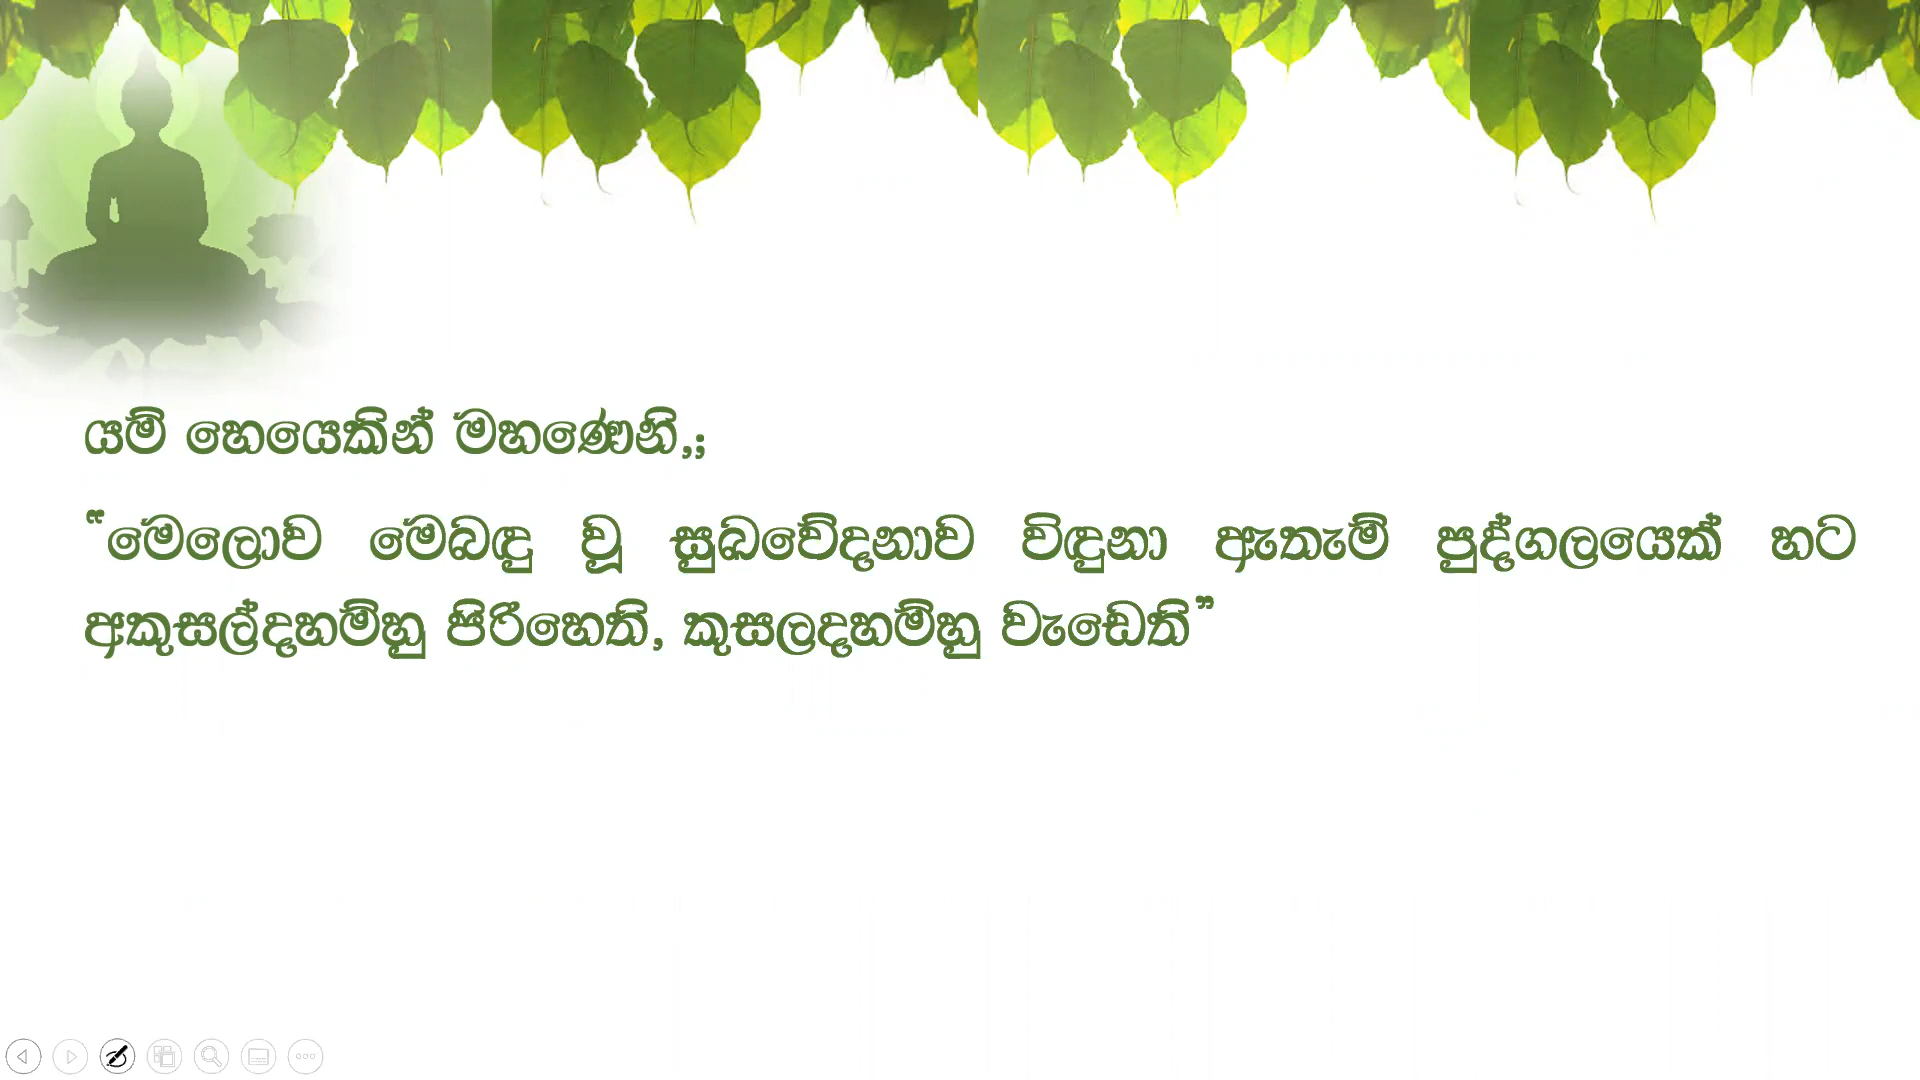 යම් හෙයෙකින් මහණෙනි,;
“මෙලොව මෙබඳු වූ සුඛවේදනාව විඳුනා ඇතැම් පුද්ගලයෙක් හට
අකුසල්දහම්හු පිරිහෙති, කුසලදහම්හු වැඩෙති”